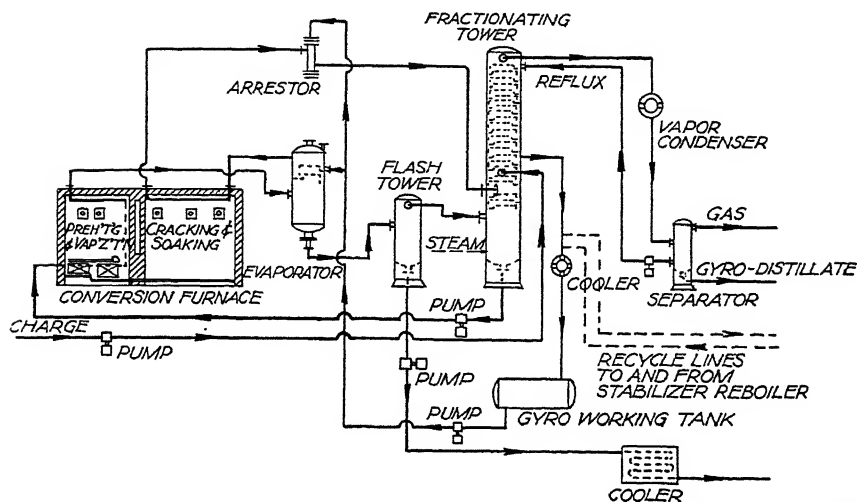 FRACTIONATING
TOWER
ARRESTOR
REFLUX
VAPOR
CONDENSER
FLASH
TOWER
PREH'T'G
& VAP'Z'T'N
CRACKING &
SOAKING
EVAPORATOR
STEAM
COOLER
GAS
GYRO-DISTILLATE
SEPARATOR
CONVERSION FURNACE
CHARGE
PUMP
PUMP
PUMP
PUMP
RECYCLE LINES
TO AND FROM
STABILIZER REBOILER
GYRO WORKING TANK
COOLER